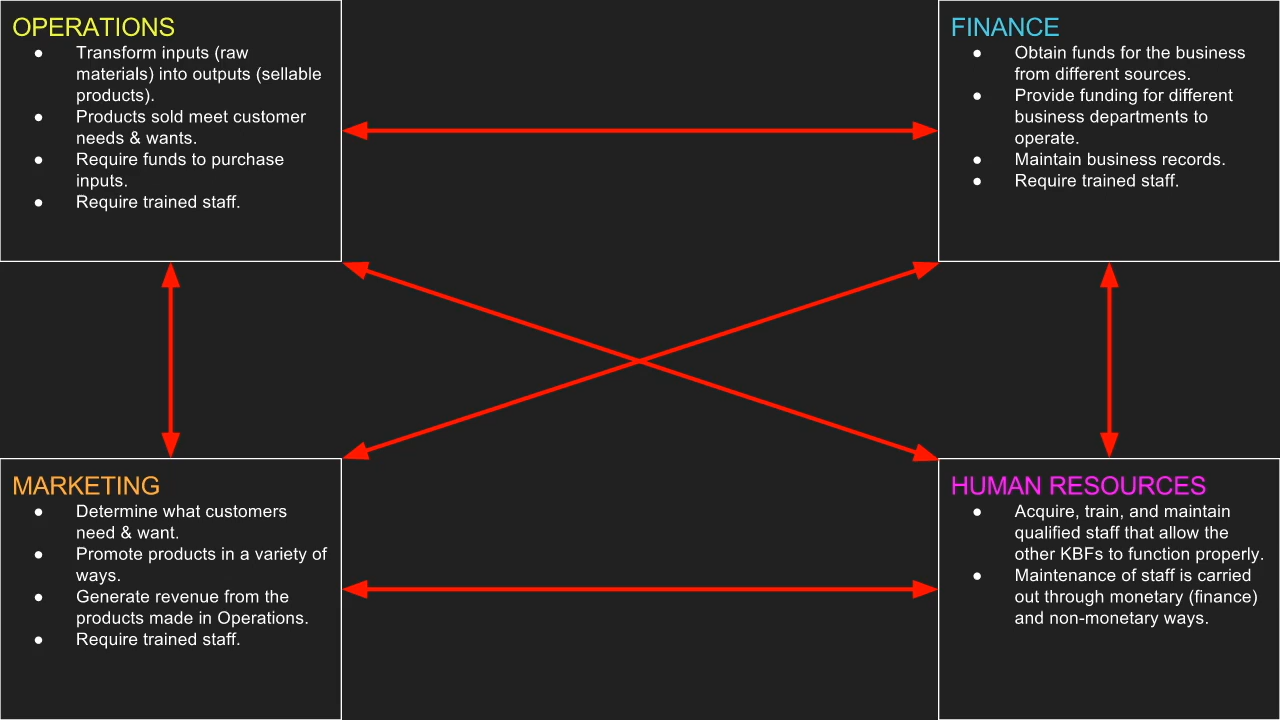 OPERATIONS
● Transform inputs (raw
materials) into outputs (sellable
products).
● Products sold meet customer
needs & wants.
● Require funds to purchase
inputs.
● Require trained staff.
FINANCE
● Obtain funds for the business
from different sources.
● Provide funding for different
business departments to
operate.
● Maintain business records.
● Require trained staff.
MARKETING
● Determine what customers
need & want.
● Promote products in a variety of
ways.
● Generate revenue from the
products made in Operations.
● Require trained staff.
HUMAN RESOURCES
● Acquire, train, and maintain
qualified staff that allow the
other KBFs to function properly.
● Maintenance of staff is carried
out through monetary (finance)
and non-monetary ways.